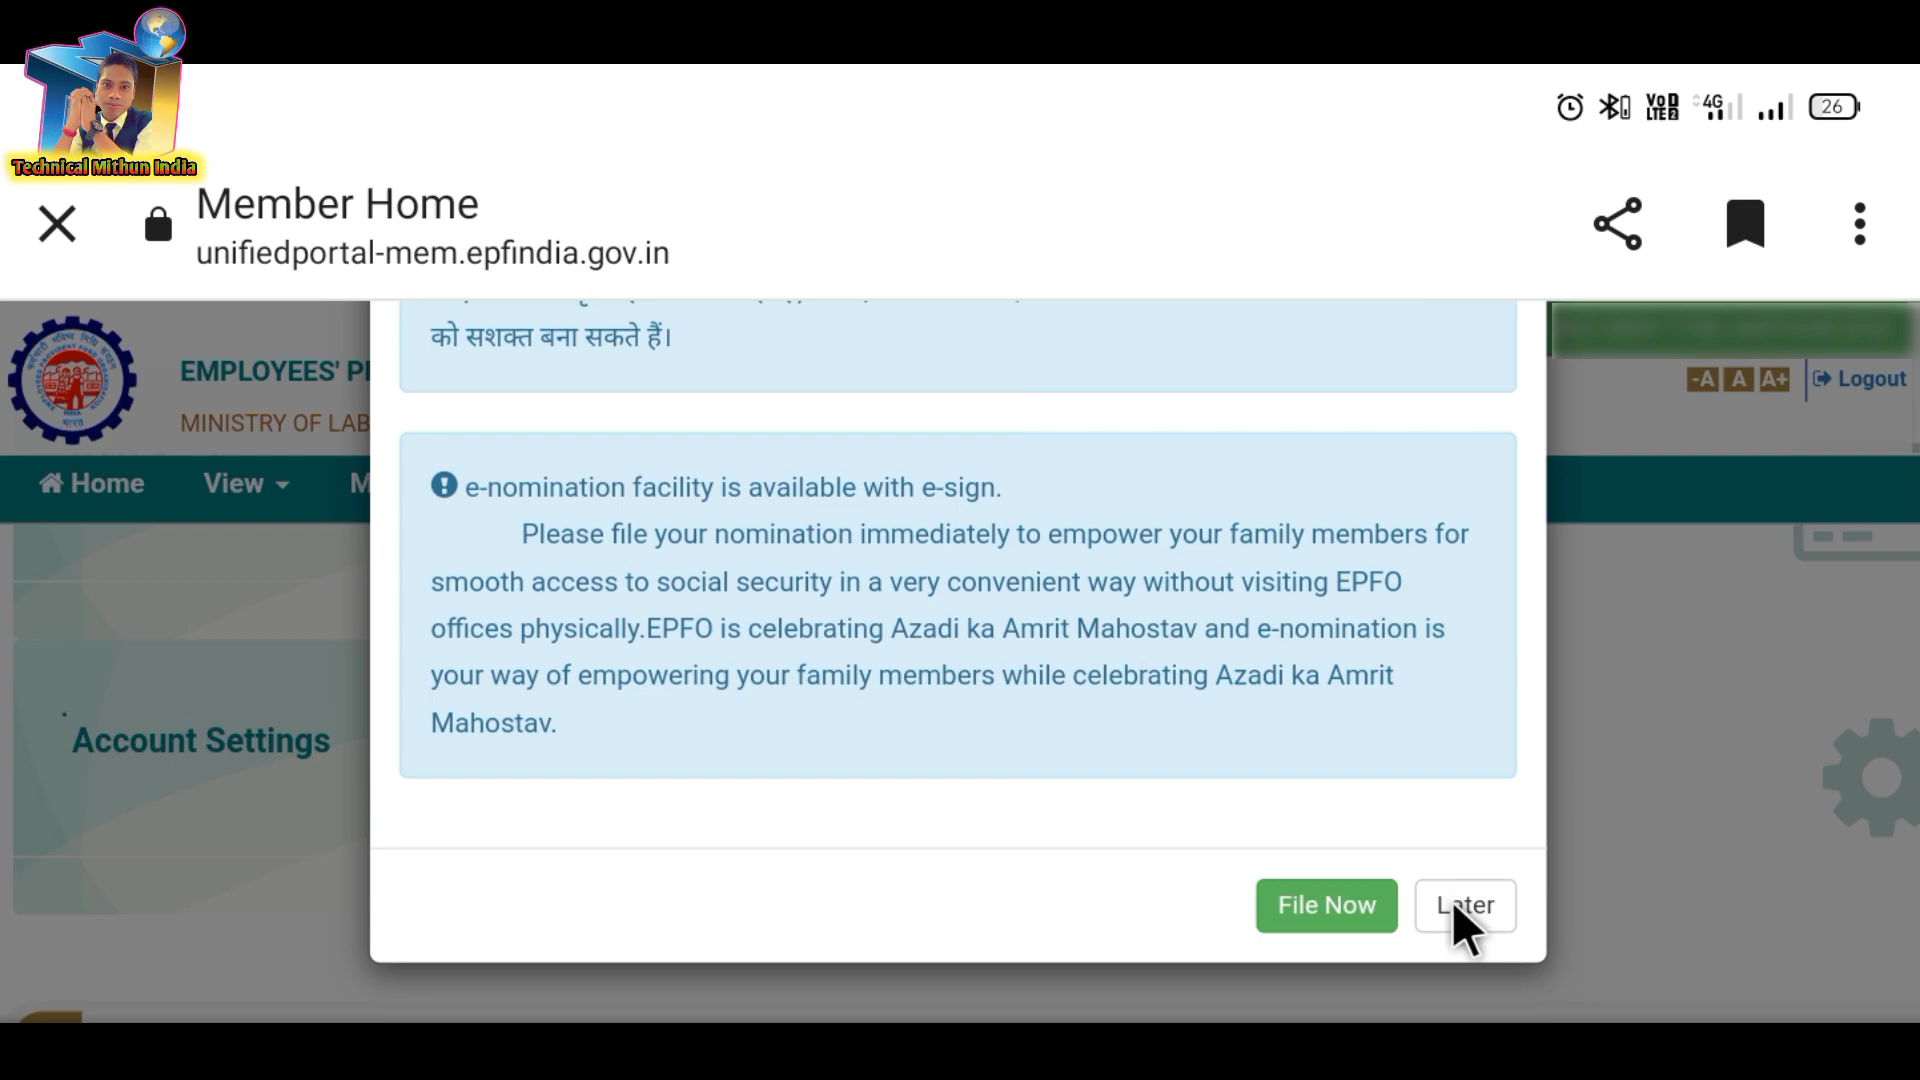 Technical Mithun India
VoD
LTE2
4G
26
Member Home
unifiedportal-mem.epfindia.gov.in
को सशक्त बना सकते हैं।
EMPLOYEES'
MINISTRY OF LAB
-A A A+ Logout
Home View M
e-nomination facility is available with e-sign.
Please file your nomination immediately to empower your family members for
smooth access to social security in a very convenient way without visiting EPFO
offices physically.EPFO is celebrating Azadi ka Amrit Mahostav and e-nomination is
your way of empowering your family members while celebrating Azadi ka Amrit
Mahostav.
Account Settings
File Now Later